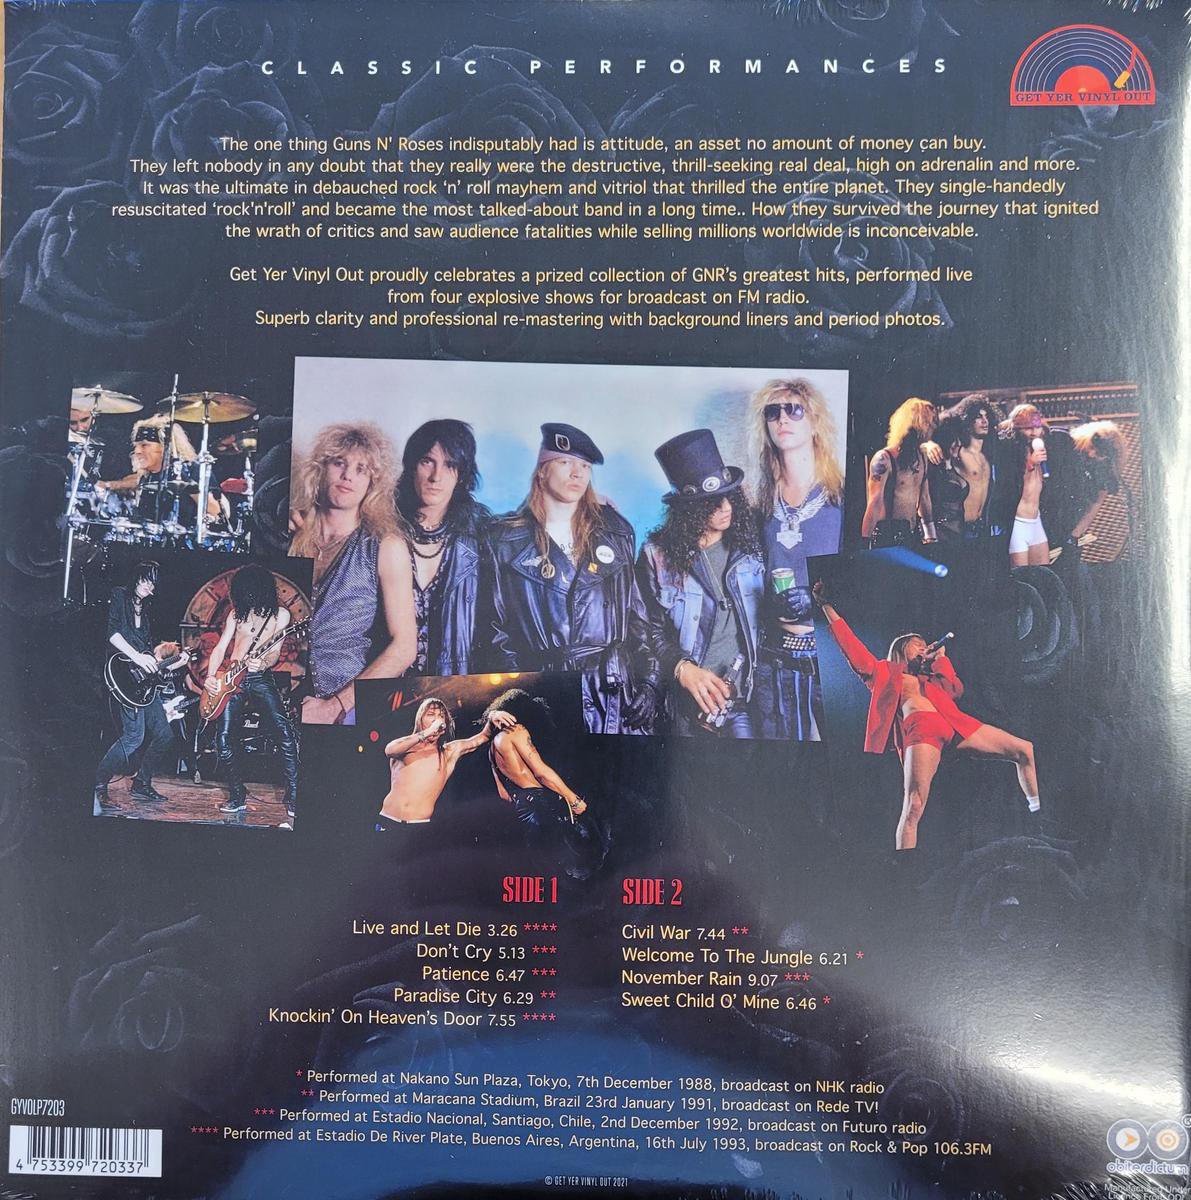 CLASSIC PERFORMANCES
GET YER VINYL OUT
The one thing Guns N' Roses indisputably had is attitude, an asset no amount of money can buy.
They left nobody in any doubt that they really were the destructive, thrill-seeking real deal, high on adrenalin and more.
It was the ultimate in debauched rock ‘n’ roll mayhem and vitriol that thrilled the entire planet. They single-handedly
resuscitated ‘rock'n'roll’ and became the most talked-about band in a long time.. How they survived the journey that ignited
the wrath of critics and saw audience fatalities while selling millions worldwide is inconceivable.
Get Yer Vinyl Out proudly celebrates a prized collection of GNR’s greatest hits, performed live
from four explosive shows for broadcast on FM radio.
Superb clarity and professional re-mastering with background liners and period photos.
SIDE 1
Live and Let Die 3.26 ****
Don’t Cry 5.13 ***
Patience 6.47 ***
Paradise City 6.29 **
Knockin’ On Heaven’s Door 7.55 ****
SIDE 2
Civil War 7.44 **
Welcome To The Jungle 6.21 *
November Rain 9.07 ***
Sweet Child O’ Mine 6.46 *
* Performed at Nakano Sun Plaza, Tokyo, 7th December 1988, broadcast on NHK radio
** Performed at Maracana Stadium, Brazil 23rd January 1991, broadcast on Rede TV!
*** Performed at Estadio Nacional, Santiago, Chile, 2nd December 1992, broadcast on Futuro radio
**** Performed at Estadio De River Plate, Buenos Aires, Argentina, 16th July 1993, broadcast on Rock & Pop 106.3FM
GYVOLP7203
4 753399 720337
© GET YER VINYL OUT 2021
obiterdictum
Manufactured Under